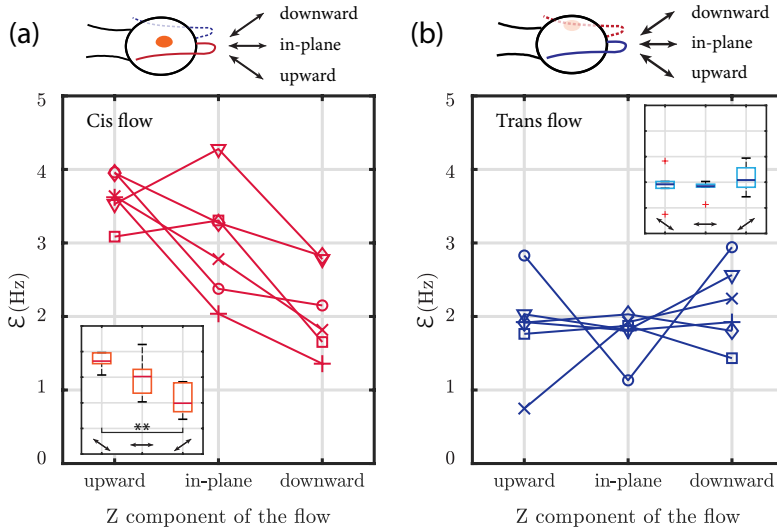 (a)
downward
in-plane
upward
(b)
downward
in-plane
upward
5
4
3
2
1
0
ε (Hz)
Cis flow
**
upward
in-plane
downward
Z component of the flow
5
4
3
2
1
0
ε (Hz)
Trans flow
upward
in-plane
downward
Z component of the flow